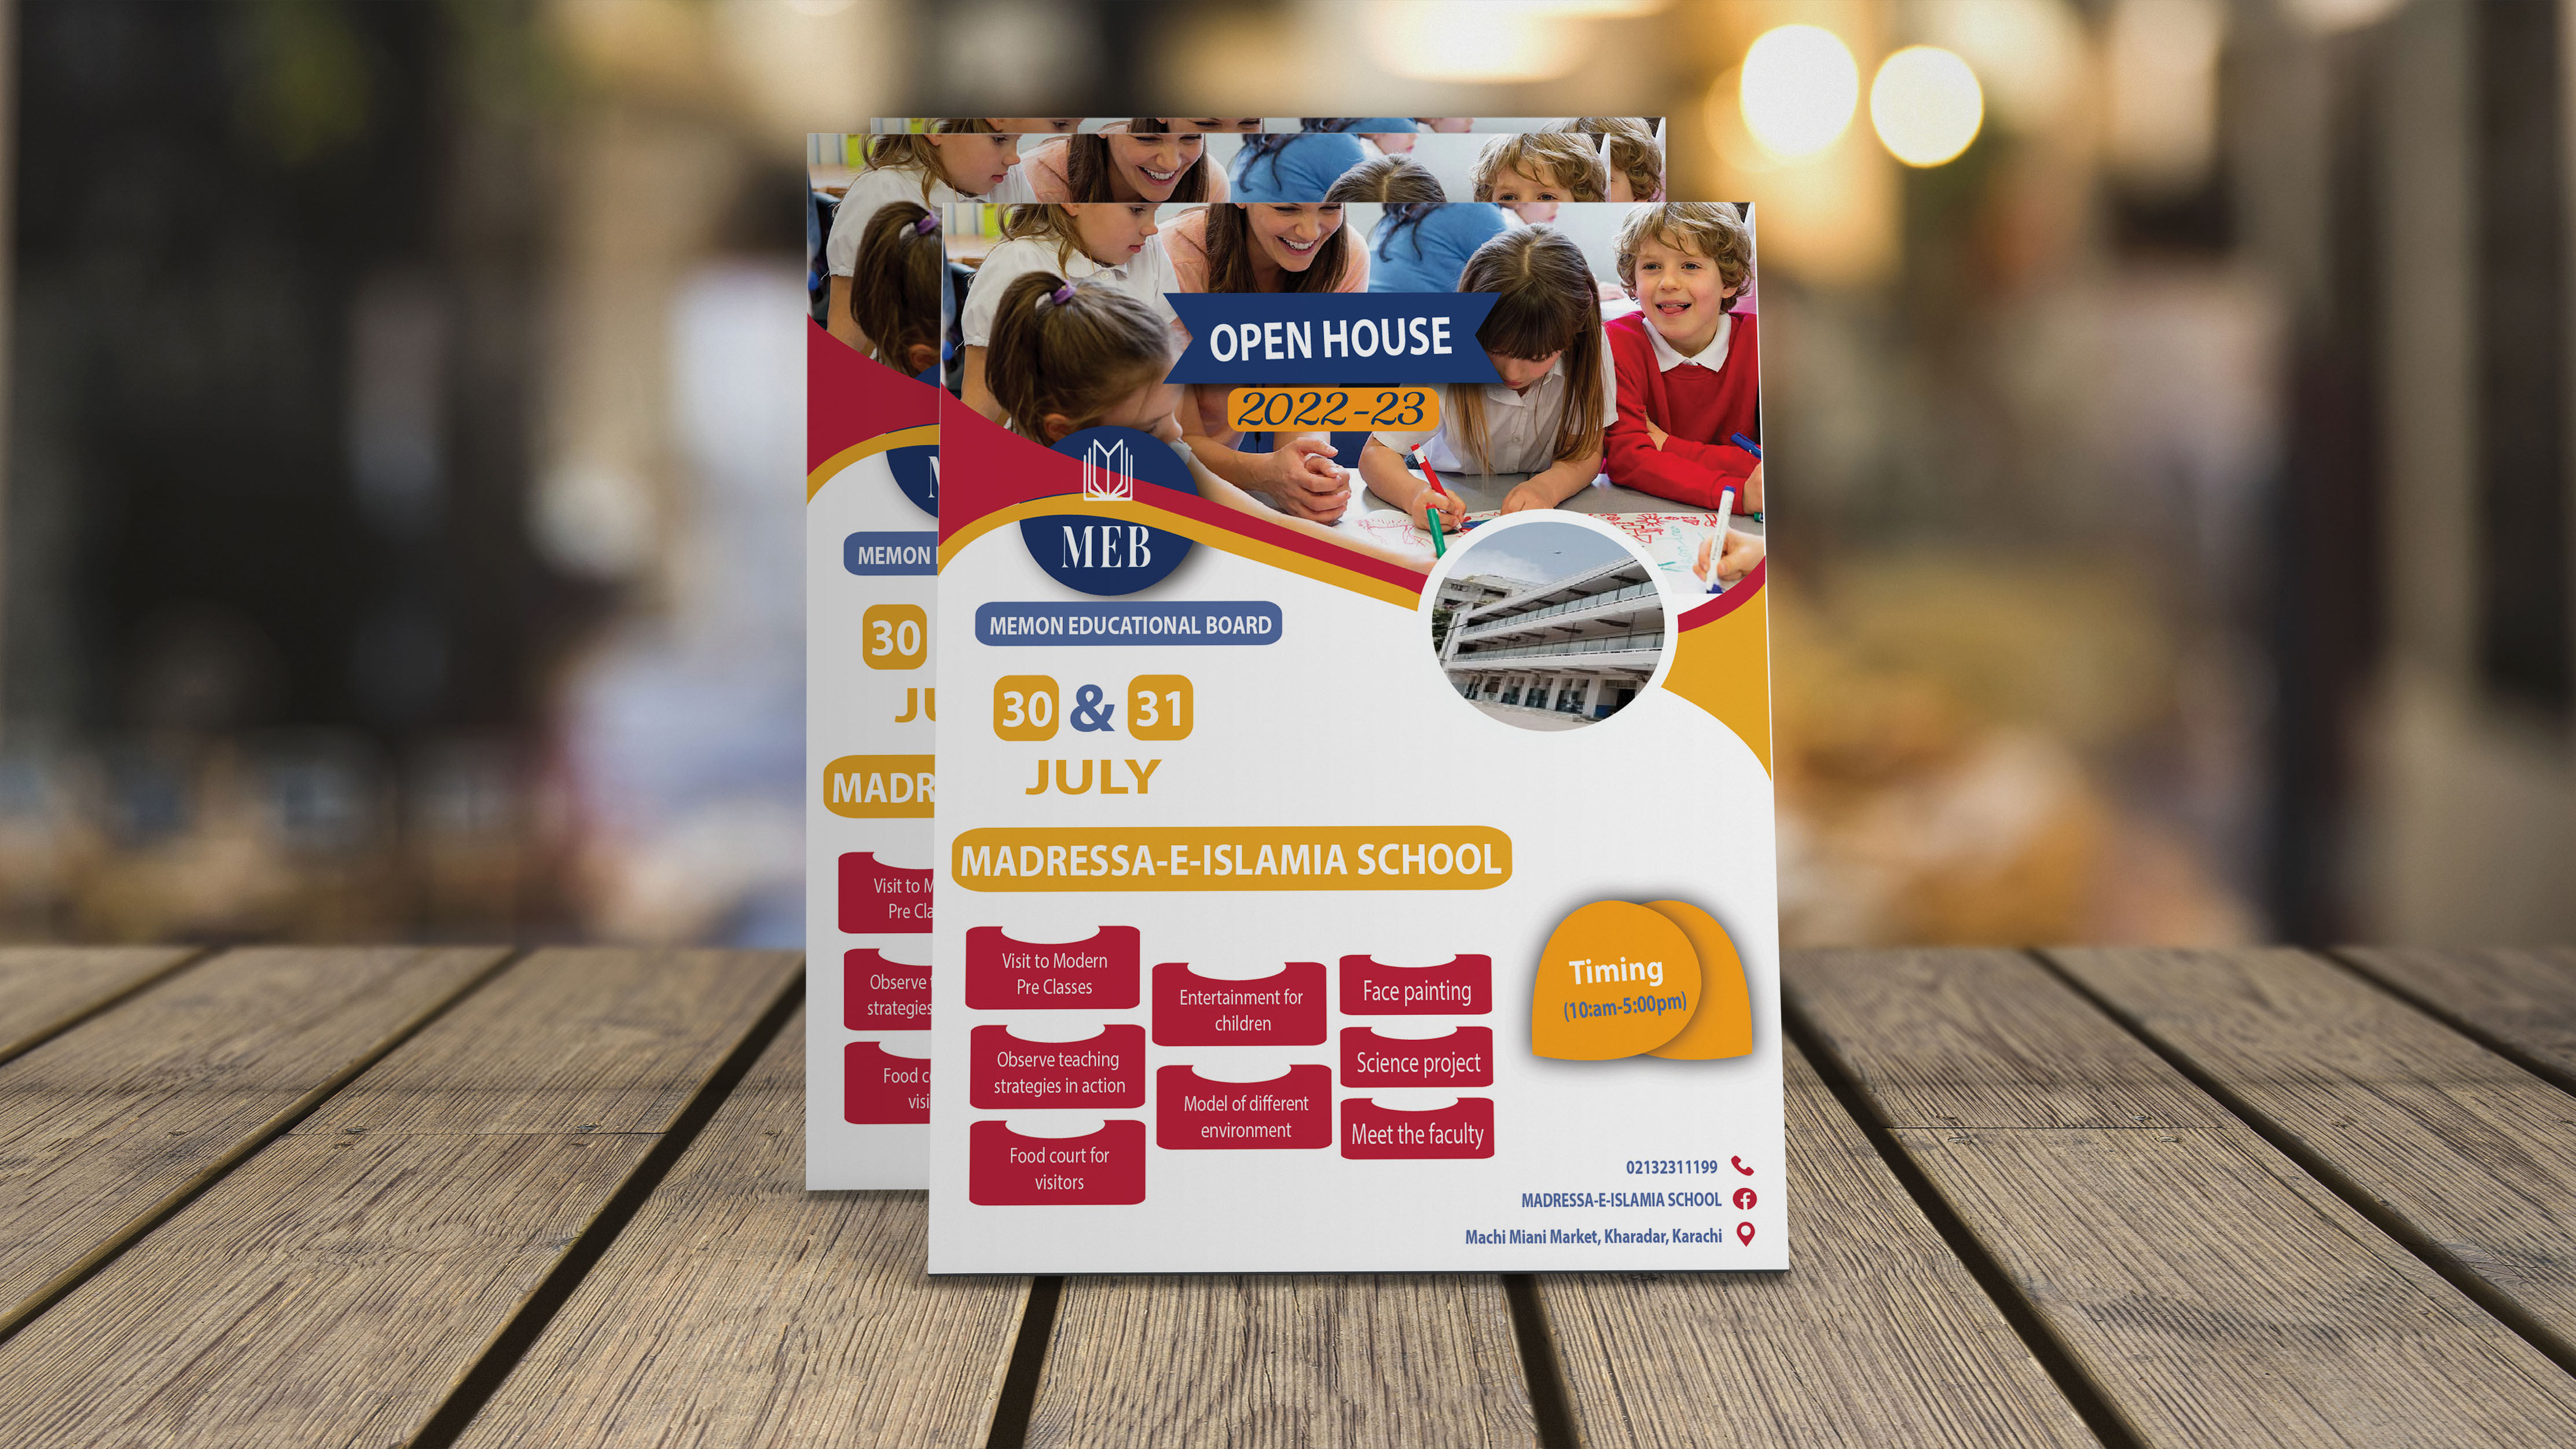 OPEN HOUSE
2022-23
MEB
MEMON EDUCATIONAL BOARD
30 & 31
JULY
MADRESSA-E-ISLAMIA SCHOOL
Visit to Modern
Pre Classes
Observe teaching
strategies in action
Food court for
visitors
Entertainment for
children
Model of different
environment
Face painting
Science project
Meet the faculty
Timing
(10:am-5:00pm)
02132311199
MADRESSA-E-ISLAMIA SCHOOL
Machi Miani Market, Kharadar, Karachi
MEMON
30
JU
MADR
Visit to M
Pre Cla
Observe
strategies
Food c
visi